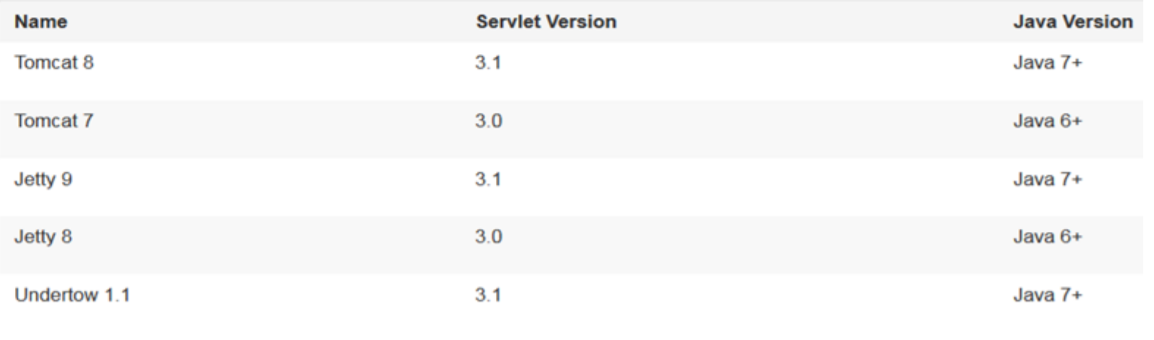 Name Servlet Version Java Version
Tomcat 8 3.1 Java 7+
Tomcat 7 3.0 Java 6+
Jetty 9 3.1 Java 7+
Jetty 8 3.0 Java 6+
Undertow 1.1 3.1 Java 7+